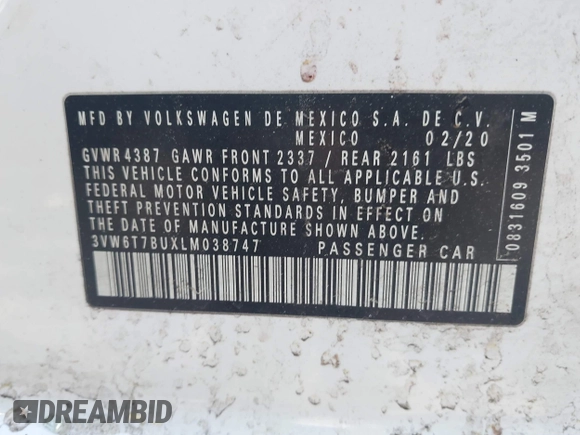 MFD BY VOLKSWAGEN DE MEXICO S.A. DE C.V.
MEXICO 02/20
GVWR 4387 GAWR FRONT 2337 / REAR 2161 LBS
THIS VEHICLE CONFORMS TO ALL APPLICABLE U.S.
FEDERAL MOTOR VEHICLE SAFETY, BUMPER AND
THEFT PREVENTION STANDARDS IN EFFECT ON
THE DATE OF MANUFACTURE SHOWN ABOVE.
3VW6T7BUXLM038747 PASSENGER CAR
0831609 3501 M
DREAMBID